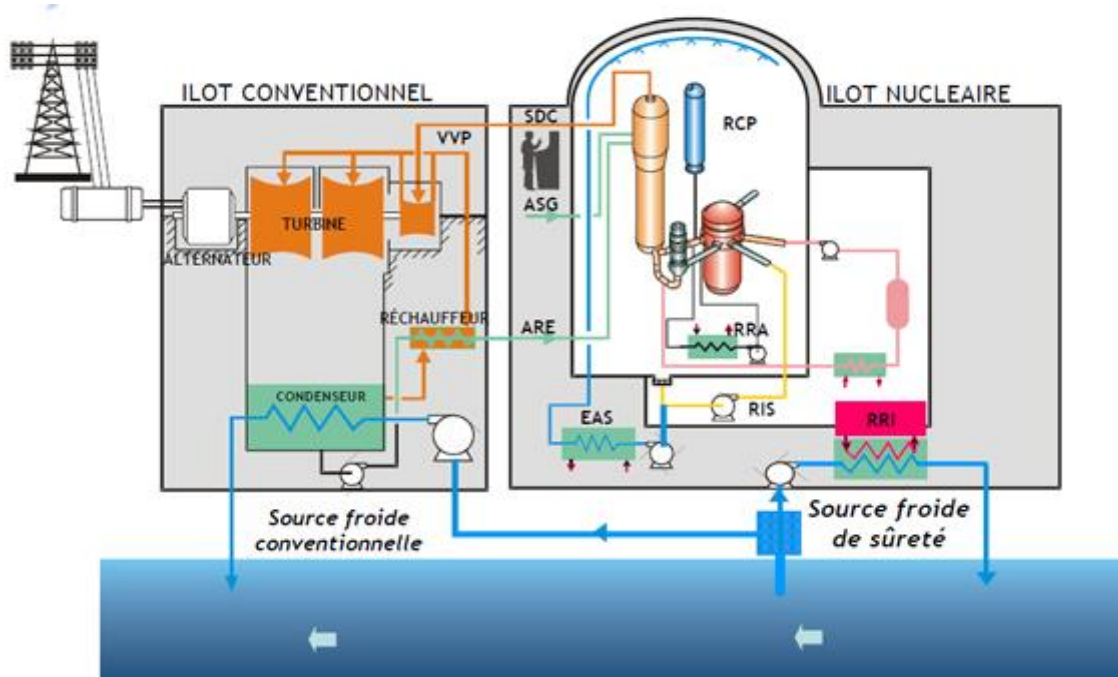 ILOT CONVENTIONNEL
ILOT NUCLEAIRE
SDC
RCP
VVP
ASG
TURBINE
ALTERNATEUR
RÉCHAUFFEUR
ARE
RRA
CONDENSEUR
EAS
RIS
RRI
Source froide
conventionnelle
Source froide
de sûreté